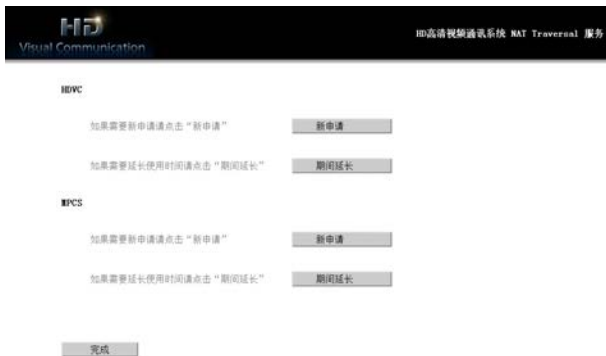 HD
Visual Communication
HD高清视频通讯系统 NAT Traversal 服务
HDVC
如果需要新申请请点击“新申请” 新申请
如果需要延长使用时间请点击“期间延长” 期间延长
MPCS
如果需要新申请请点击“新申请” 新申请
如果需要延长使用时间请点击“期间延长” 期间延长
完成